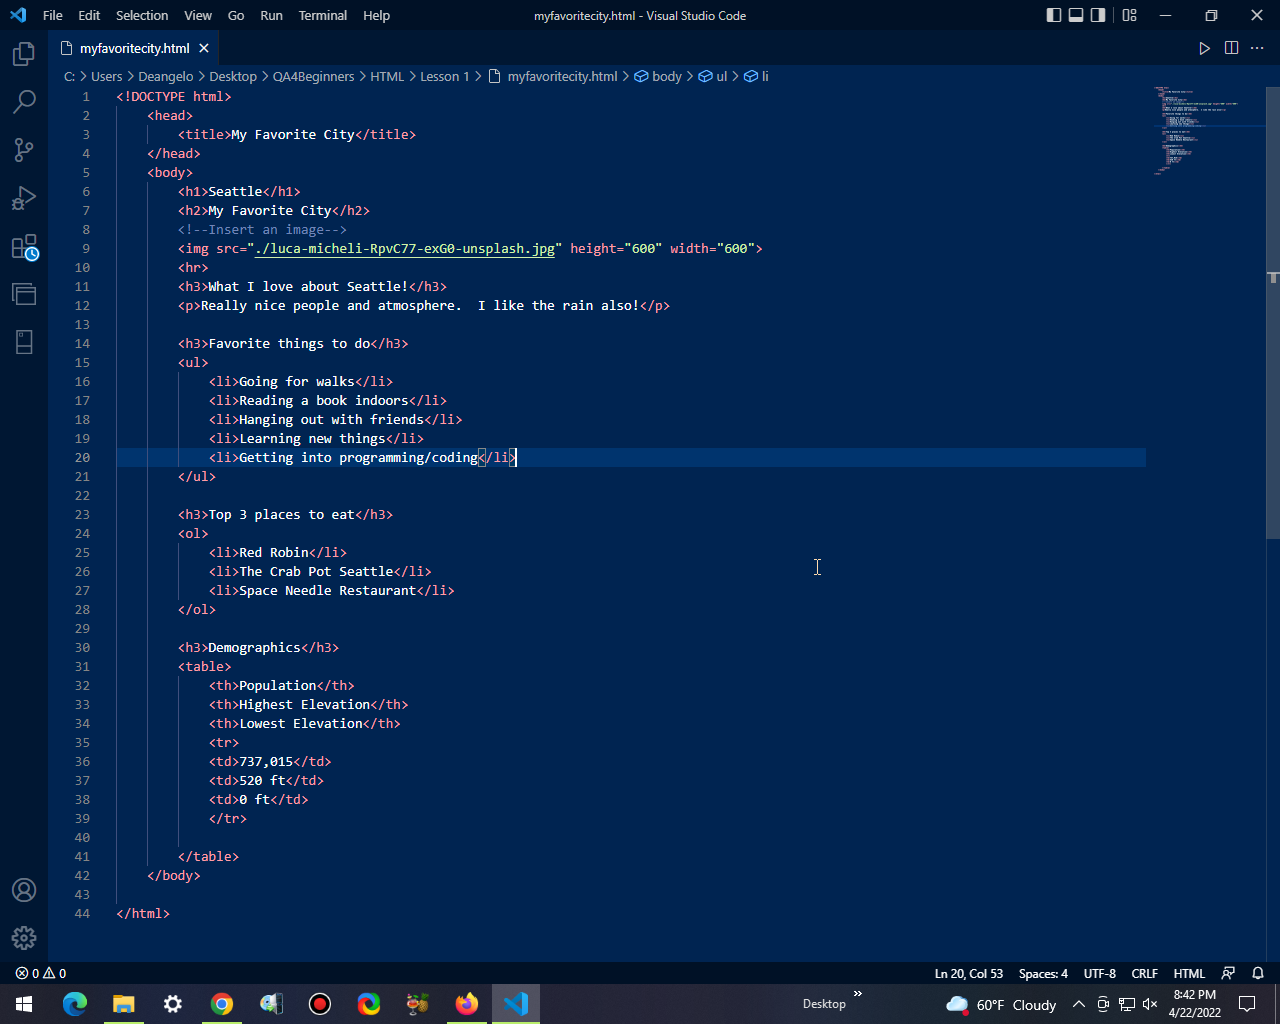 File Edit Selection View Go Run Terminal Help myfavoritecity.html - Visual Studio Code
myfavoritecity.html
C: > Users > Deangelo > Desktop > QA4Beginners > HTML > Lesson 1 > myfavoritecity.html > body > ul > li
1 <!DOCTYPE html>
2 <head>
3 <title>My Favorite City</title>
4 </head>
5 <body>
6 <h1>Seattle</h1>
7 <h2>My Favorite City</h2>
8 <!--Insert an image-->
9 <img src="./luca-micheli-RpvC77-exG0-unsplash.jpg" height="600" width="600">
10 <hr>
11 <h3>What I love about Seattle!</h3>
12 <p>Really nice people and atmosphere.  I like the rain also!</p>
13
14 <h3>Favorite things to do</h3>
15 <ul>
16 <li>Going for walks</li>
17 <li>Reading a book indoors</li>
18 <li>Hanging out with friends</li>
19 <li>Learning new things</li>
20 <li>Getting into programming/coding</li>
21 </ul>
22
23 <h3>Top 3 places to eat</h3>
24 <ol>
25 <li>Red Robin</li>
26 <li>The Crab Pot Seattle</li>
27 <li>Space Needle Restaurant</li>
28 </ol>
29
30 <h3>Demographics</h3>
31 <table>
32 <th>Population</th>
33 <th>Highest Elevation</th>
34 <th>Lowest Elevation</th>
35 <tr>
36 <td>737,015</td>
37 <td>520 ft</td>
38 <td>0 ft</td>
39 </tr>
40
41 </table>
42 </body>
43
44 </html>
0 0 Ln 20, Col 53 Spaces: 4 UTF-8 CRLF HTML
Desktop » 60°F Cloudy 8:42 PM
4/22/2022